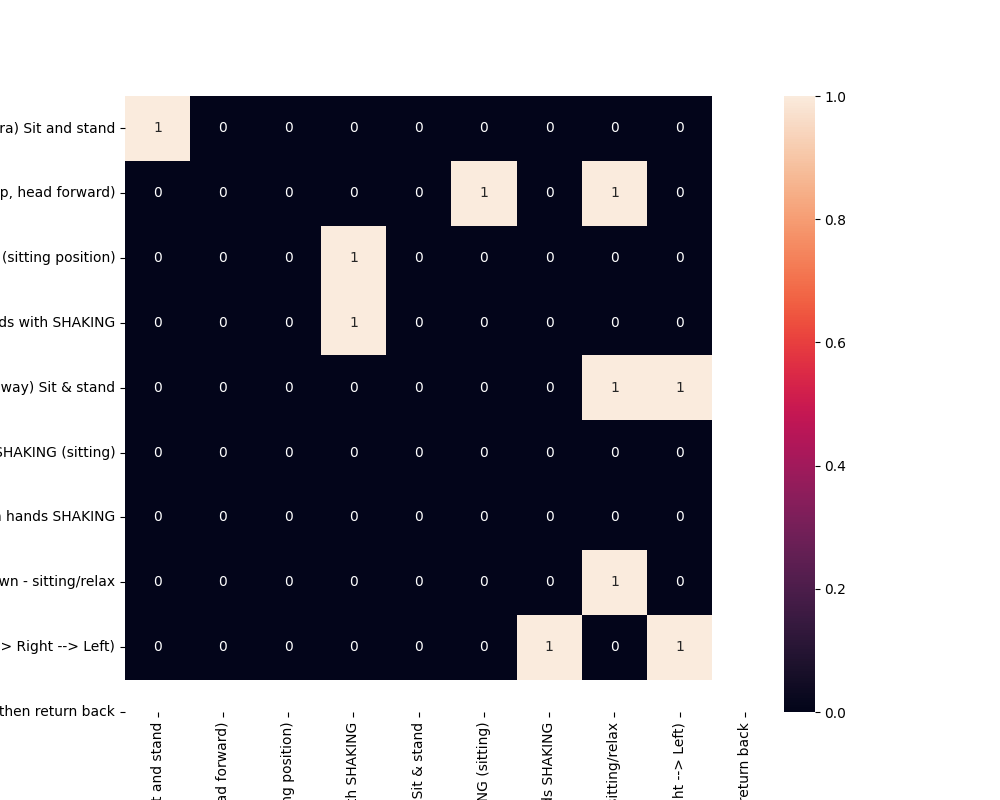 ra) Sit and stand 1 0 0 0 0 0 0 0 0
p, head forward) 0 0 0 0 0 1 0 1 0
(sitting position) 0 0 0 1 0 0 0 0 0
ds with SHAKING 0 0 0 1 0 0 0 0 0
way) Sit & stand 0 0 0 0 0 0 0 1 1
SHAKING (sitting) 0 0 0 0 0 0 0 0 0
hands SHAKING 0 0 0 0 0 0 0 0 0
wn - sitting/relax 0 0 0 0 0 0 0 1 0
> Right --> Left) 0 0 0 0 0 0 1 0 1
then return back
t and stand
ad forward)
ng position)
th SHAKING
Sit & stand
NG (sitting)
ds SHAKING
sitting/relax
ht --> Left)
return back
1.0
0.8
0.6
0.4
0.2
0.0